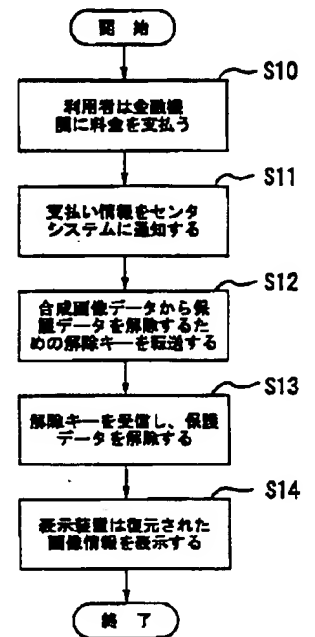 開 始
S10
利用者は金融機
関に料金を支払う
S11
支払い情報をセンタ
システムに通知する
S12
合成画像データから保
護データを解除するた
めの解除キーを転送する
S13
解除キーを受信し、保護
データを解除する
S14
表示装置は復元された
画像情報を表示する
終 了